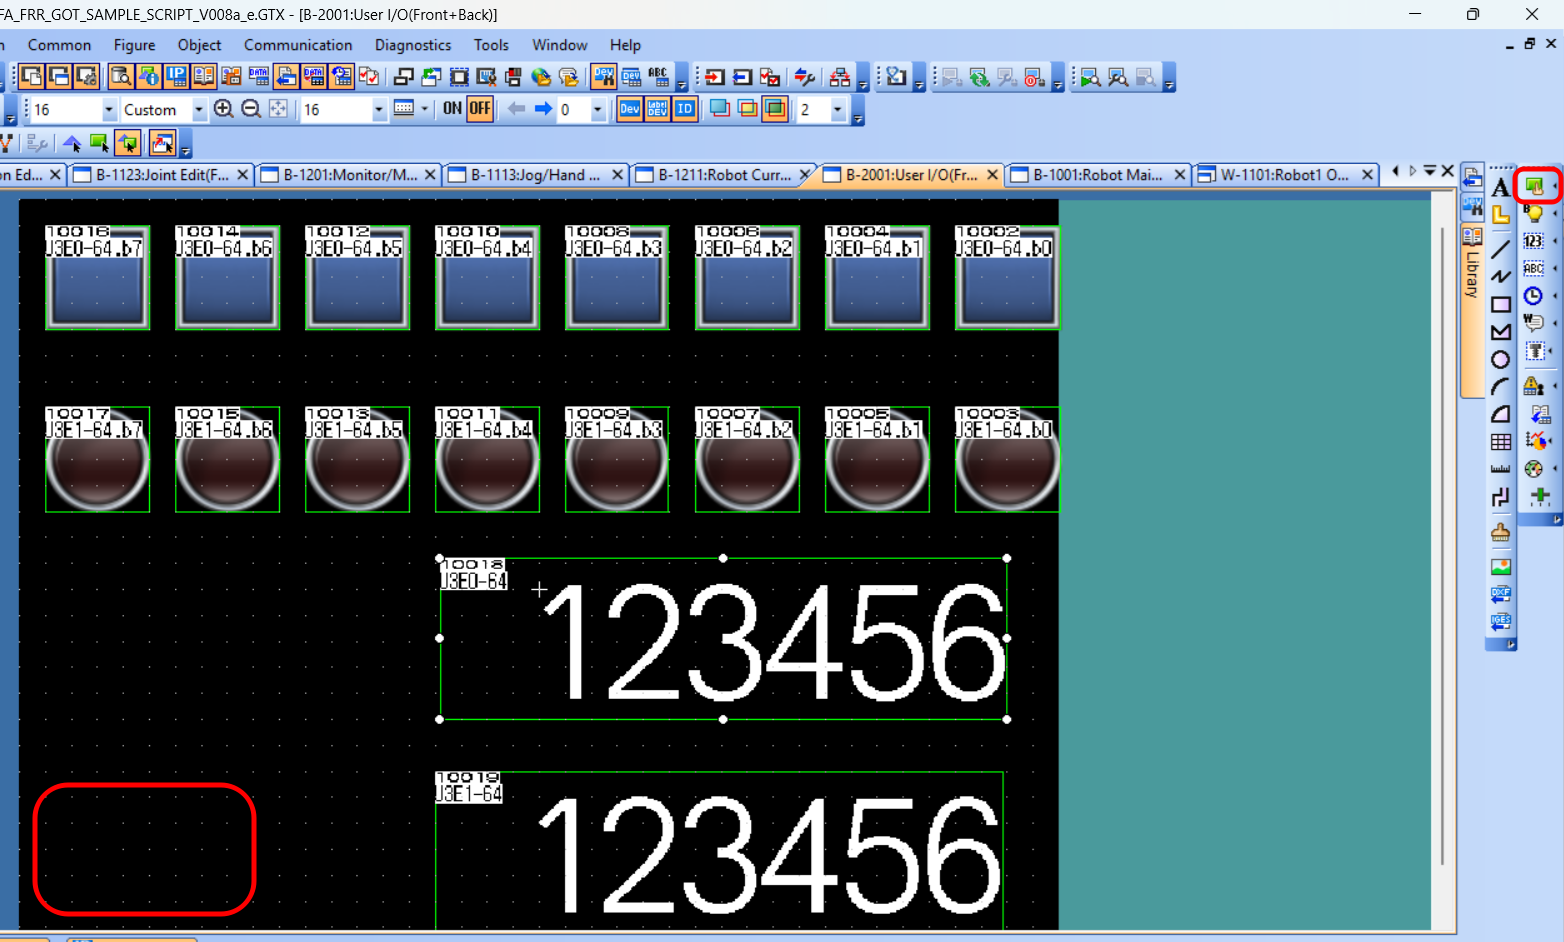 FA_FRR_GOT_SAMPLE_SCRIPT_V008a_e.GTX - [B-2001:User I/O(Front+Back)]
Common Figure Object Communication Diagnostics Tools Window Help
16 Custom 16 ON OFF 0 Dev ID 2
on Ed... B-1123:Joint Edit(F... B-1201:Monitor/M... B-1113:Jog/Hand ... B-1211:Robot Curr... B-2001:User I/O(Fr... B-1001:Robot Mai... W-1101:Robot1 O...
Library
A
123
ABC
DXF
IGES
10016 10014 10012 10010 10008 10006 10004 10002
U3E0-64.b7 U3E0-64.b6 U3E0-64.b5 U3E0-64.b4 U3E0-64.b3 U3E0-64.b2 U3E0-64.b1 U3E0-64.b0
10017 10015 10013 10011 10009 10007 10005 10003
U3E1-64.b7 U3E1-64.b6 U3E1-64.b5 U3E1-64.b4 U3E1-64.b3 U3E1-64.b2 U3E1-64.b1 U3E1-64.b0
10018
U3E0-64
123456
10019
U3E1-64
123456